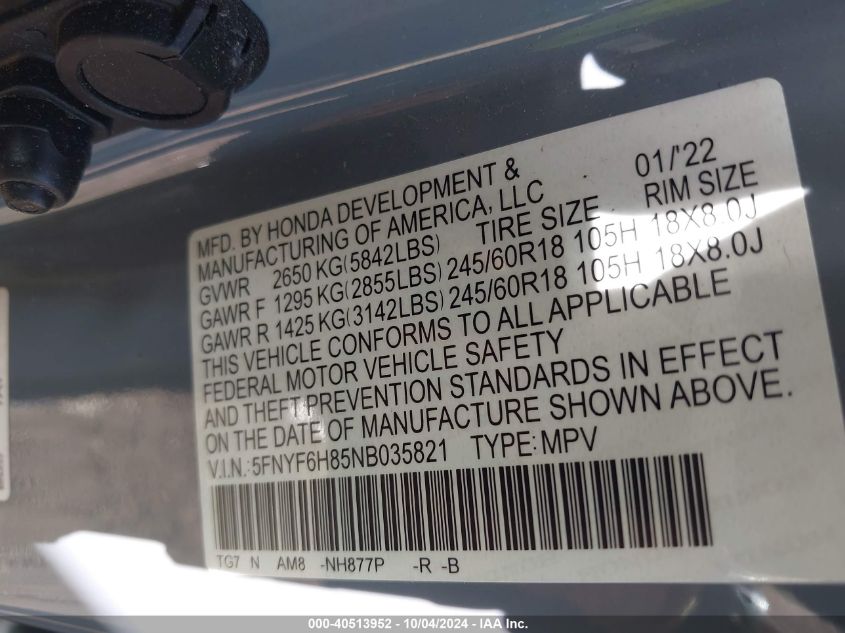 MFD. BY HONDA DEVELOPMENT & 01/'22
MANUFACTURING OF AMERICA, LLC
GVWR 2650 KG(5842LBS) TIRE SIZE RIM SIZE
GAWR F 1295 KG(2855LBS) 245/60R18 105H 18X8.0J
GAWR R 1425 KG(3142LBS) 245/60R18 105H 18X8.0J
THIS VEHICLE CONFORMS TO ALL APPLICABLE
FEDERAL MOTOR VEHICLE SAFETY
AND THEFT PREVENTION STANDARDS IN EFFECT
ON THE DATE OF MANUFACTURE SHOWN ABOVE.
V.I.N.: 5FNYF6H85NB035821 TYPE: MPV
TG7 N AM8 -NH877P -R -B
000-40513952 - 10/04/2024 - IAA Inc.